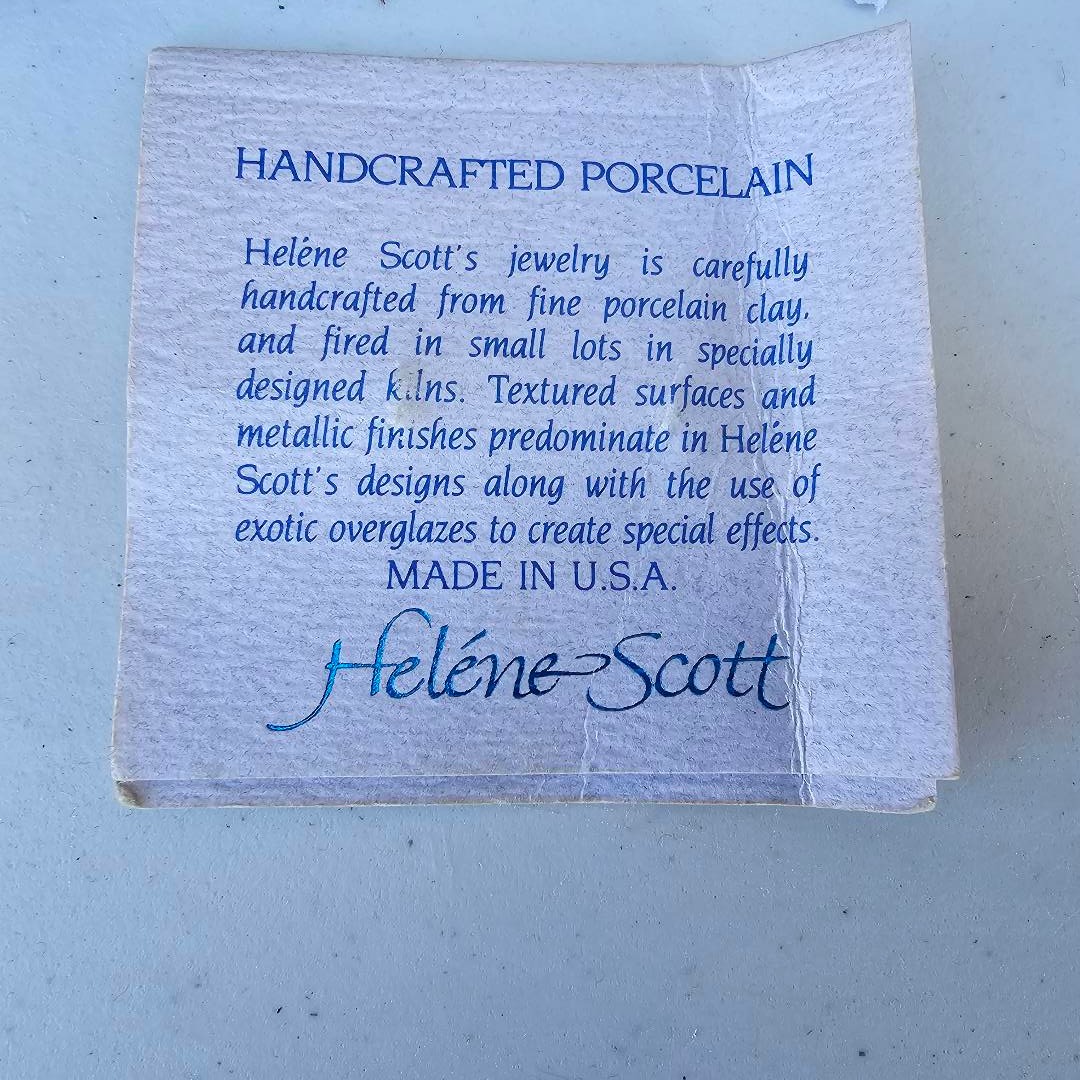 HANDCRAFTED PORCELAIN
Heléne Scott's jewelry is carefully
handcrafted from fine porcelain clay,
and fired in small lots in specially
designed kilns. Textured surfaces and
metallic finishes predominate in Heléne
Scott's designs along with the use of
exotic overglazes to create special effects.
MADE IN U.S.A.
Heléne Scott